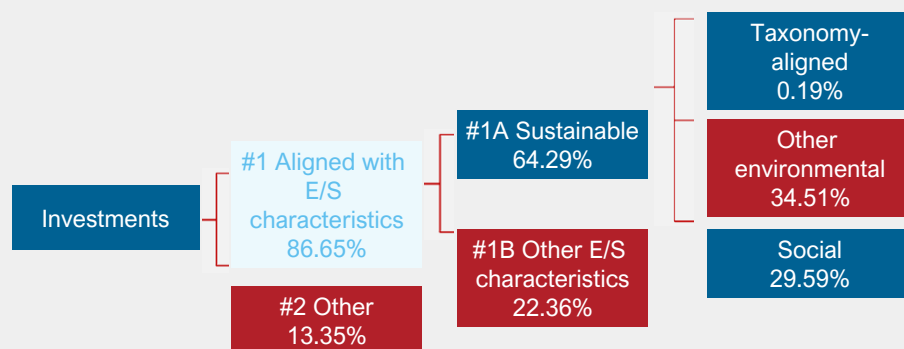 Investments
#1 Aligned with
E/S
characteristics
86.65%
#2 Other
13.35%
#1A Sustainable
64.29%
#1B Other E/S
characteristics
22.36%
Taxonomy-
aligned
0.19%
Other
environmental
34.51%
Social
29.59%